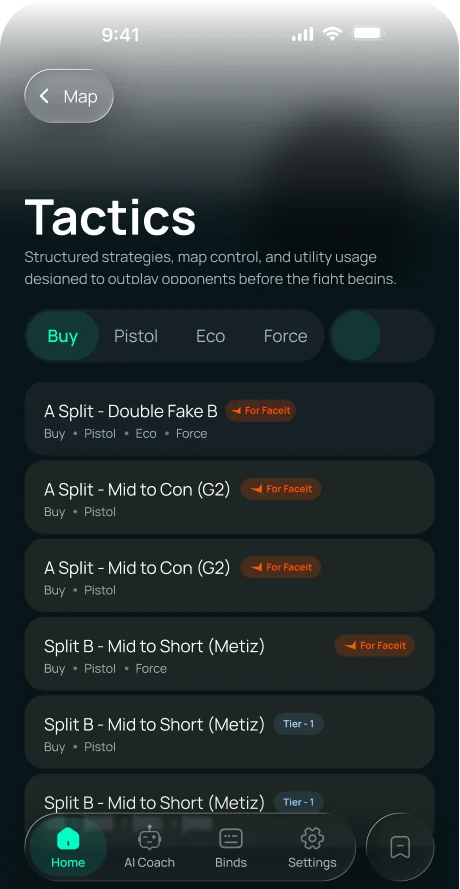 9:41
Map
Tactics
Structured strategies, map control, and utility usage
designed to outplay opponents before the fight begins.
Buy Pistol Eco Force
A Split - Double Fake B For Faceit
Buy • Pistol • Eco • Force
A Split - Mid to Con (G2) For Faceit
Buy • Pistol
A Split - Mid to Con (G2) For Faceit
Buy • Pistol
Split B - Mid to Short (Metiz) For Faceit
Buy • Pistol • Force
Split B - Mid to Short (Metiz) Tier - 1
Buy • Pistol
Split B - Mid to Short (Metiz) Tier - 1
Home AI Coach Binds Settings